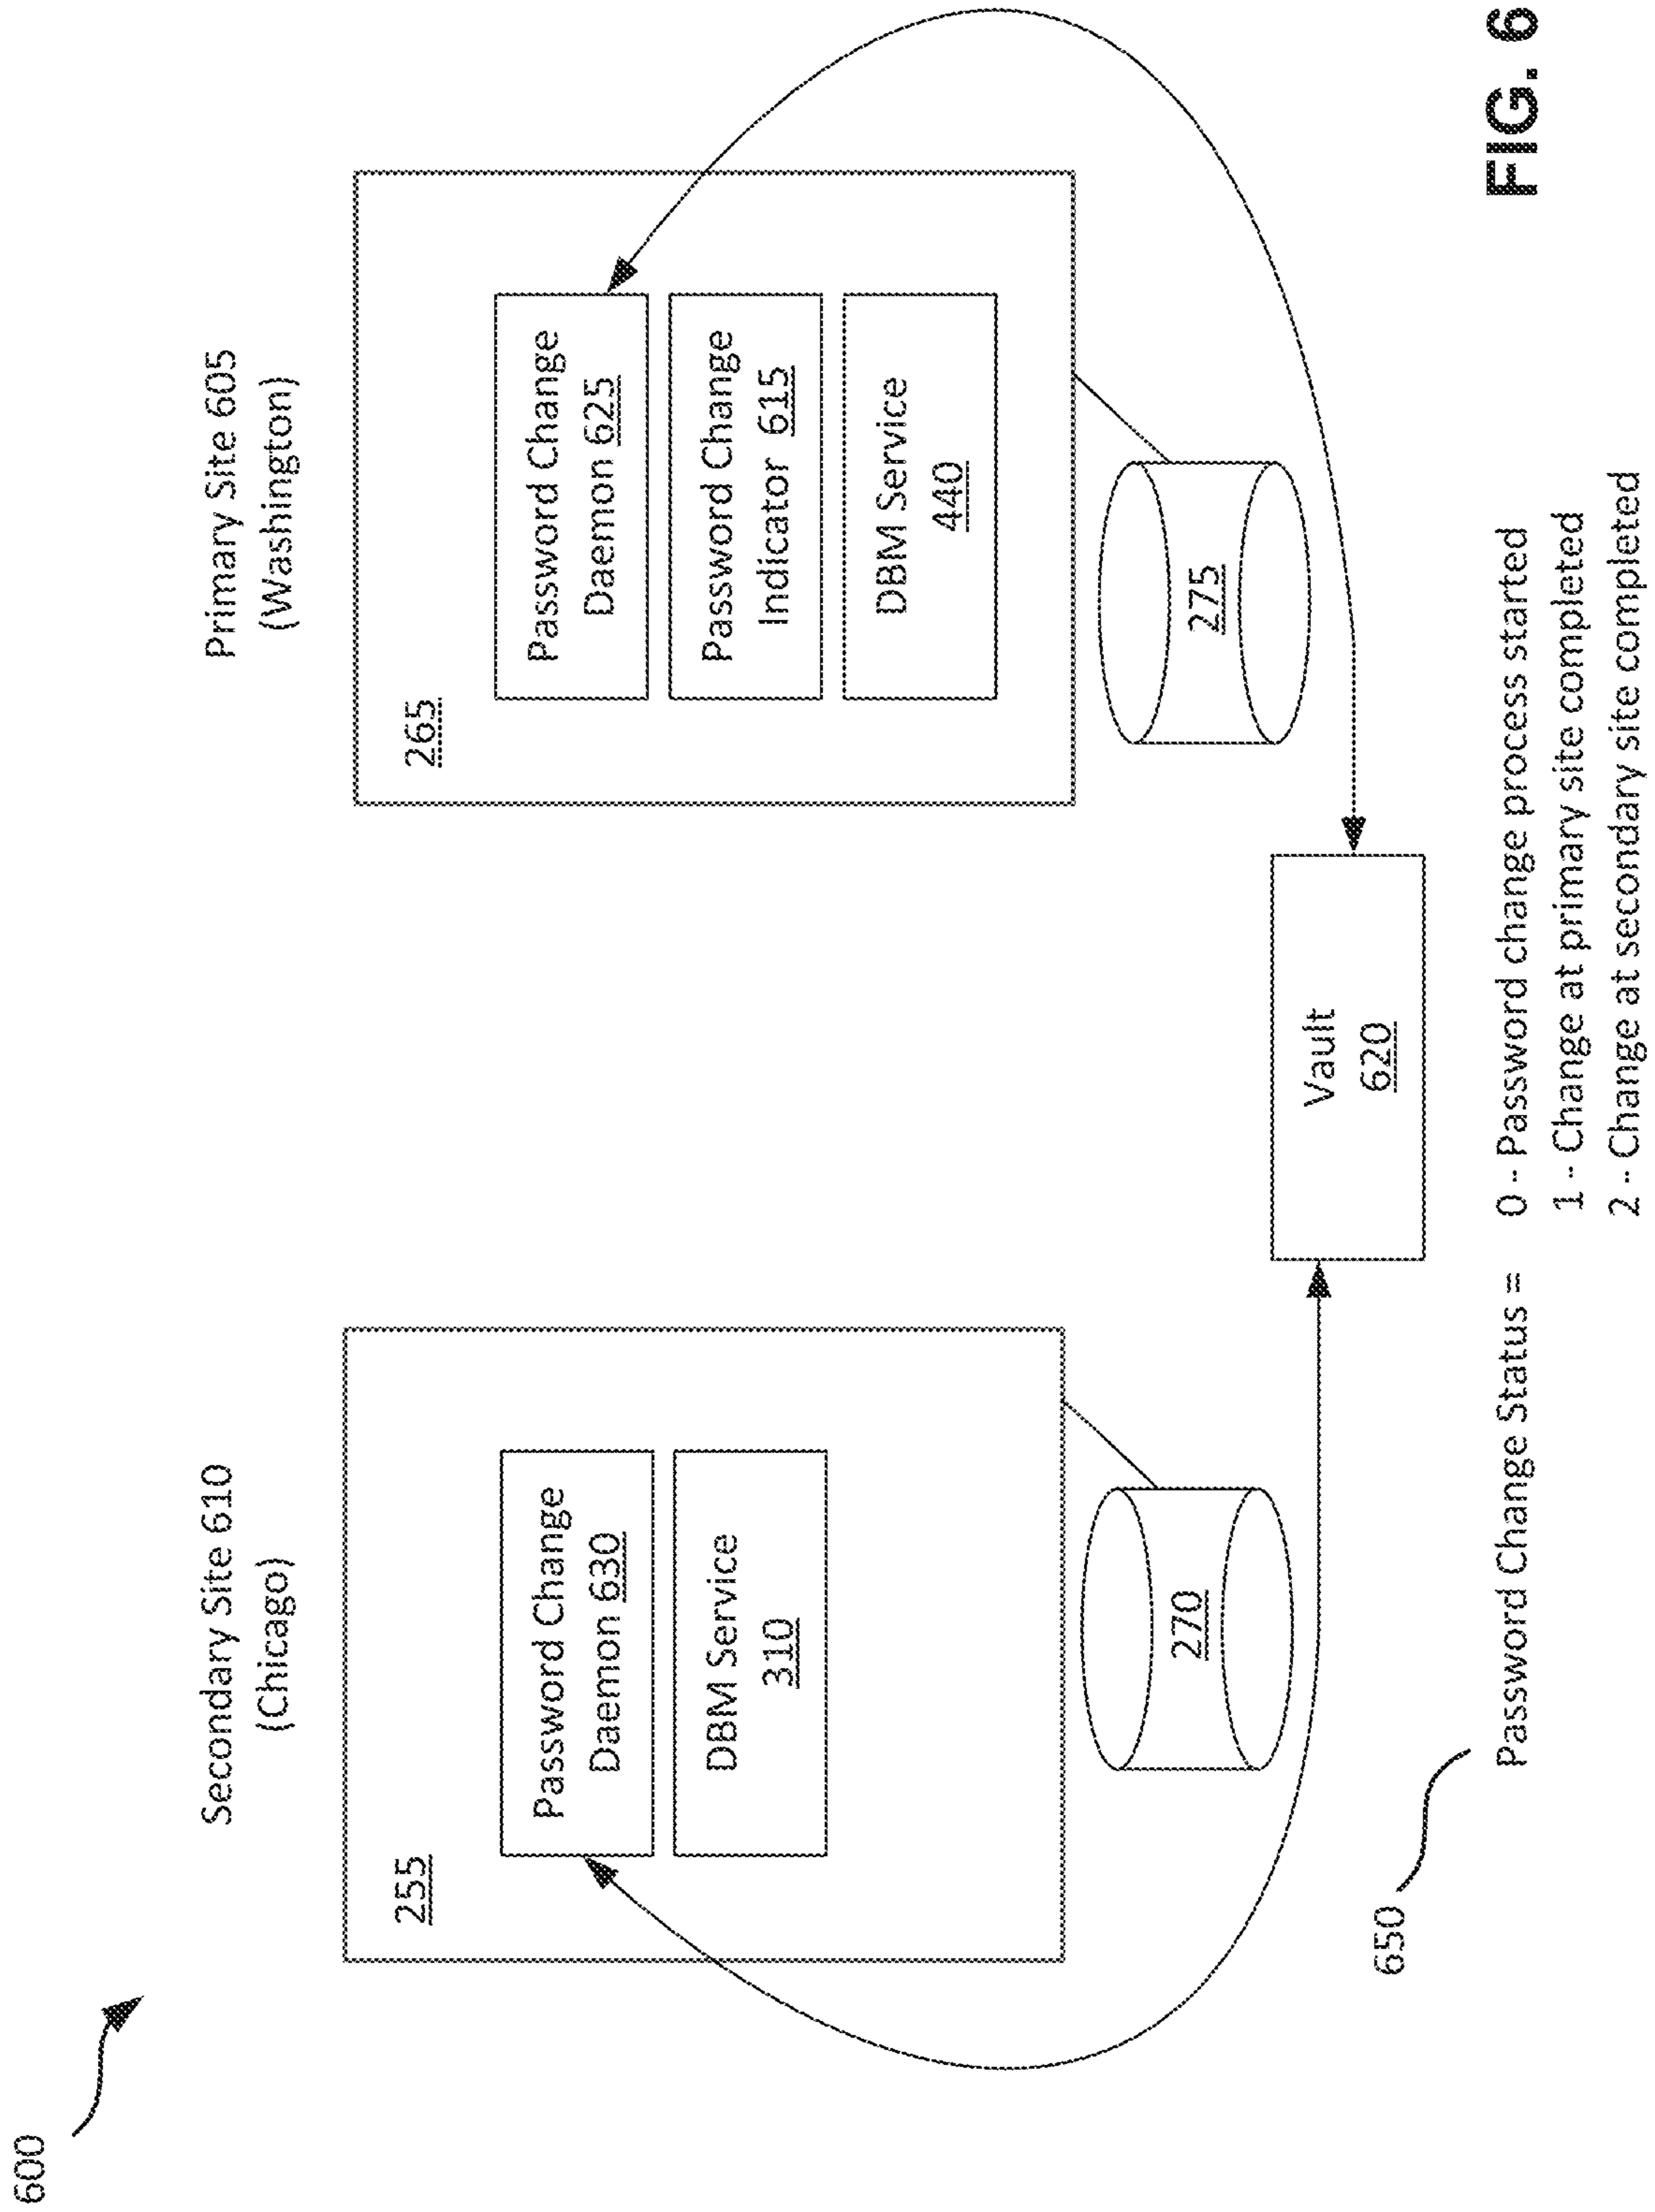 600
Secondary Site 610
(Chicago)
255
Password Change
Daemon 630
DBM Service
310
270
Primary Site 605
(Washington)
265
Password Change
Daemon 625
Password Change
Indicator 615
DBM Service
440
275
Vault
620
650
Password Change Status = 0 - Password change process started
1 - Change at primary site completed
2 - Change at secondary site completed
FIG. 6